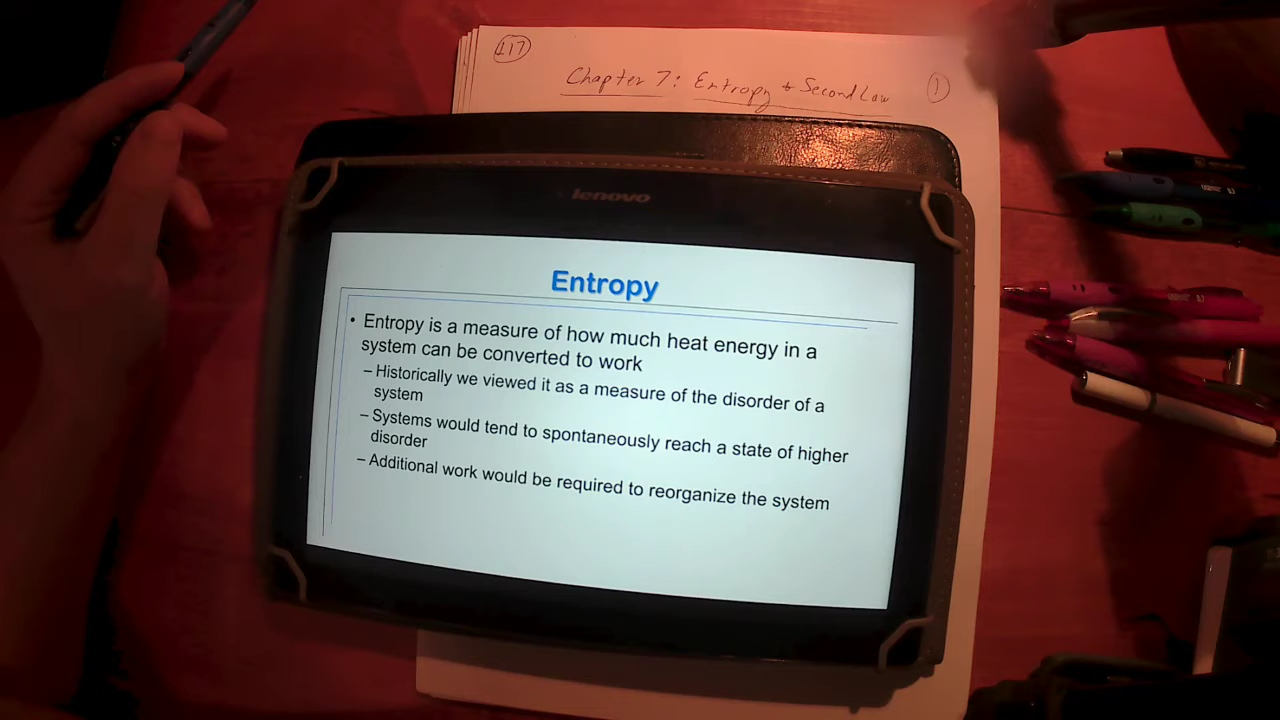 117
Chapter 7: Entropy + Second Law
1
lenovo
Entropy
• Entropy is a measure of how much heat energy in a
system can be converted to work
– Historically we viewed it as a measure of the disorder of a
system
– Systems would tend to spontaneously reach a state of higher
disorder
– Additional work would be required to reorganize the system